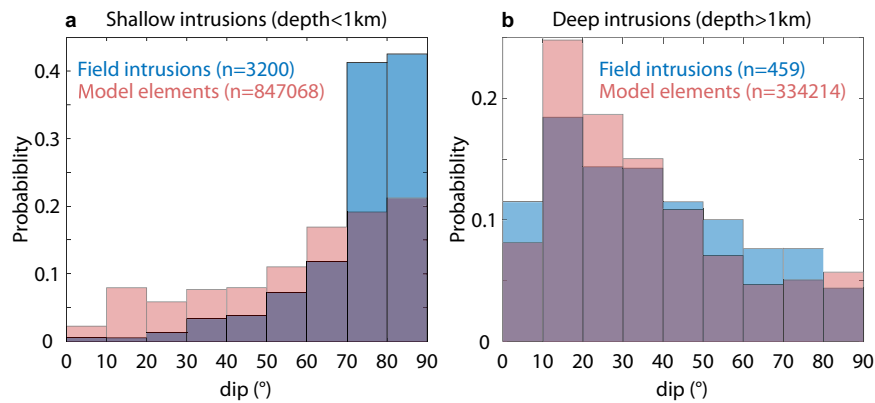 a Shallow intrusions (depth<1km)
Field intrusions (n=3200)
Model elements (n=847068)
Probabiblity
0.4
0.3
0.2
0.1
0
0 10 20 30 40 50 60 70 80 90
dip (°)
b Deep intrusions (depth>1km)
Field intrusions (n=459)
Model elements (n=334214)
Probabiblity
0.2
0.1
0
0 10 20 30 40 50 60 70 80 90
dip (°)